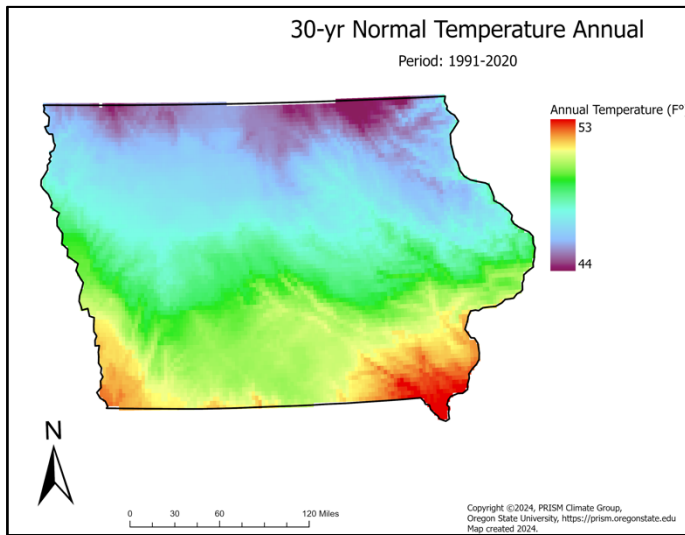 30-yr Normal Temperature Annual
Period: 1991-2020
Annual Temperature (F°
53
44
N
0 30 60 120 Miles
Copyright ©2024, PRISM Climate Group,
Oregon State University, https://prism.oregonstate.edu
Map created 2024.